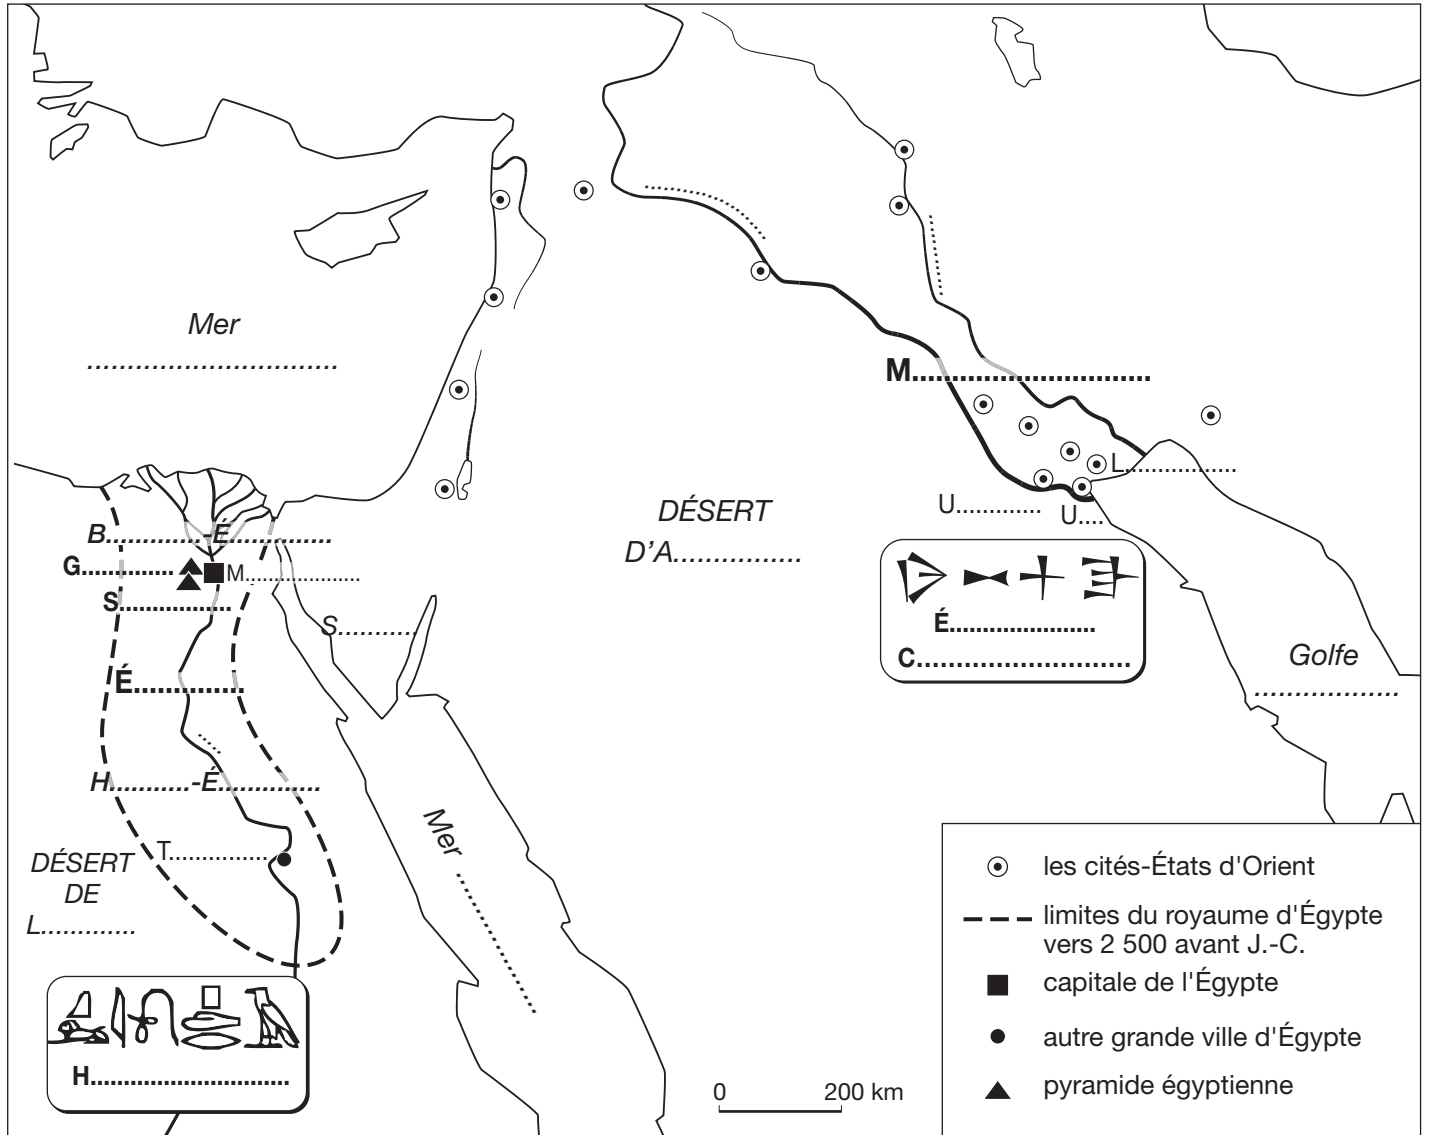 Mer
..............................
M..............................
L...............
DÉSERT
D'A...............
U.............
U....
B............-É...............
G..............
M.................
S...............
É..............
S............
É......................
C..............................
Golfe
..................
H..........-É..............
Mer
.....................
T................
DÉSERT
DE
L.............
H..............................
les cités-États d'Orient
limites du royaume d'Égypte
vers 2 500 avant J.-C.
capitale de l'Égypte
autre grande ville d'Égypte
pyramide égyptienne
0 200 km